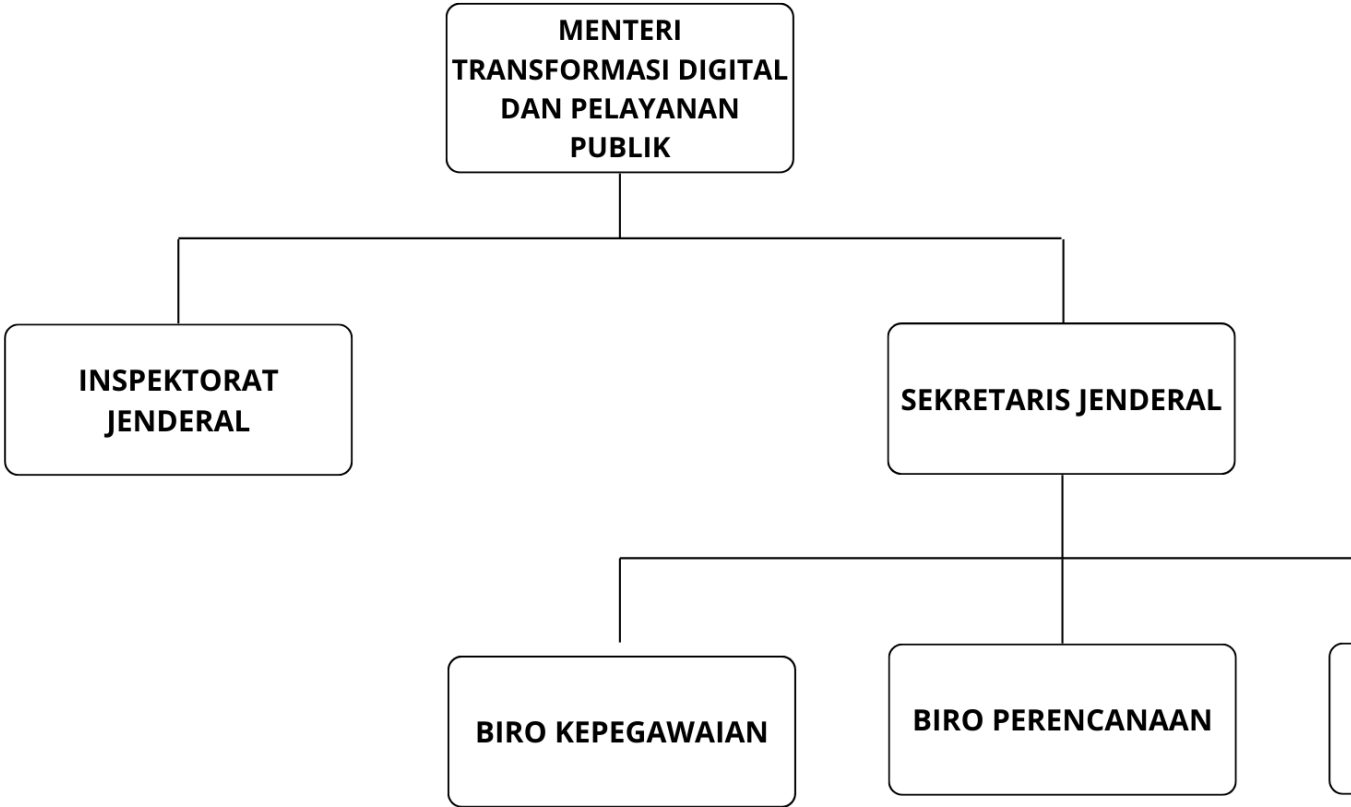 MENTERI
TRANSFORMASI DIGITAL
DAN PELAYANAN
PUBLIK
INSPEKTORAT
JENDERAL
SEKRETARIS JENDERAL
BIRO KEPEGAWAIAN
BIRO PERENCANAAN